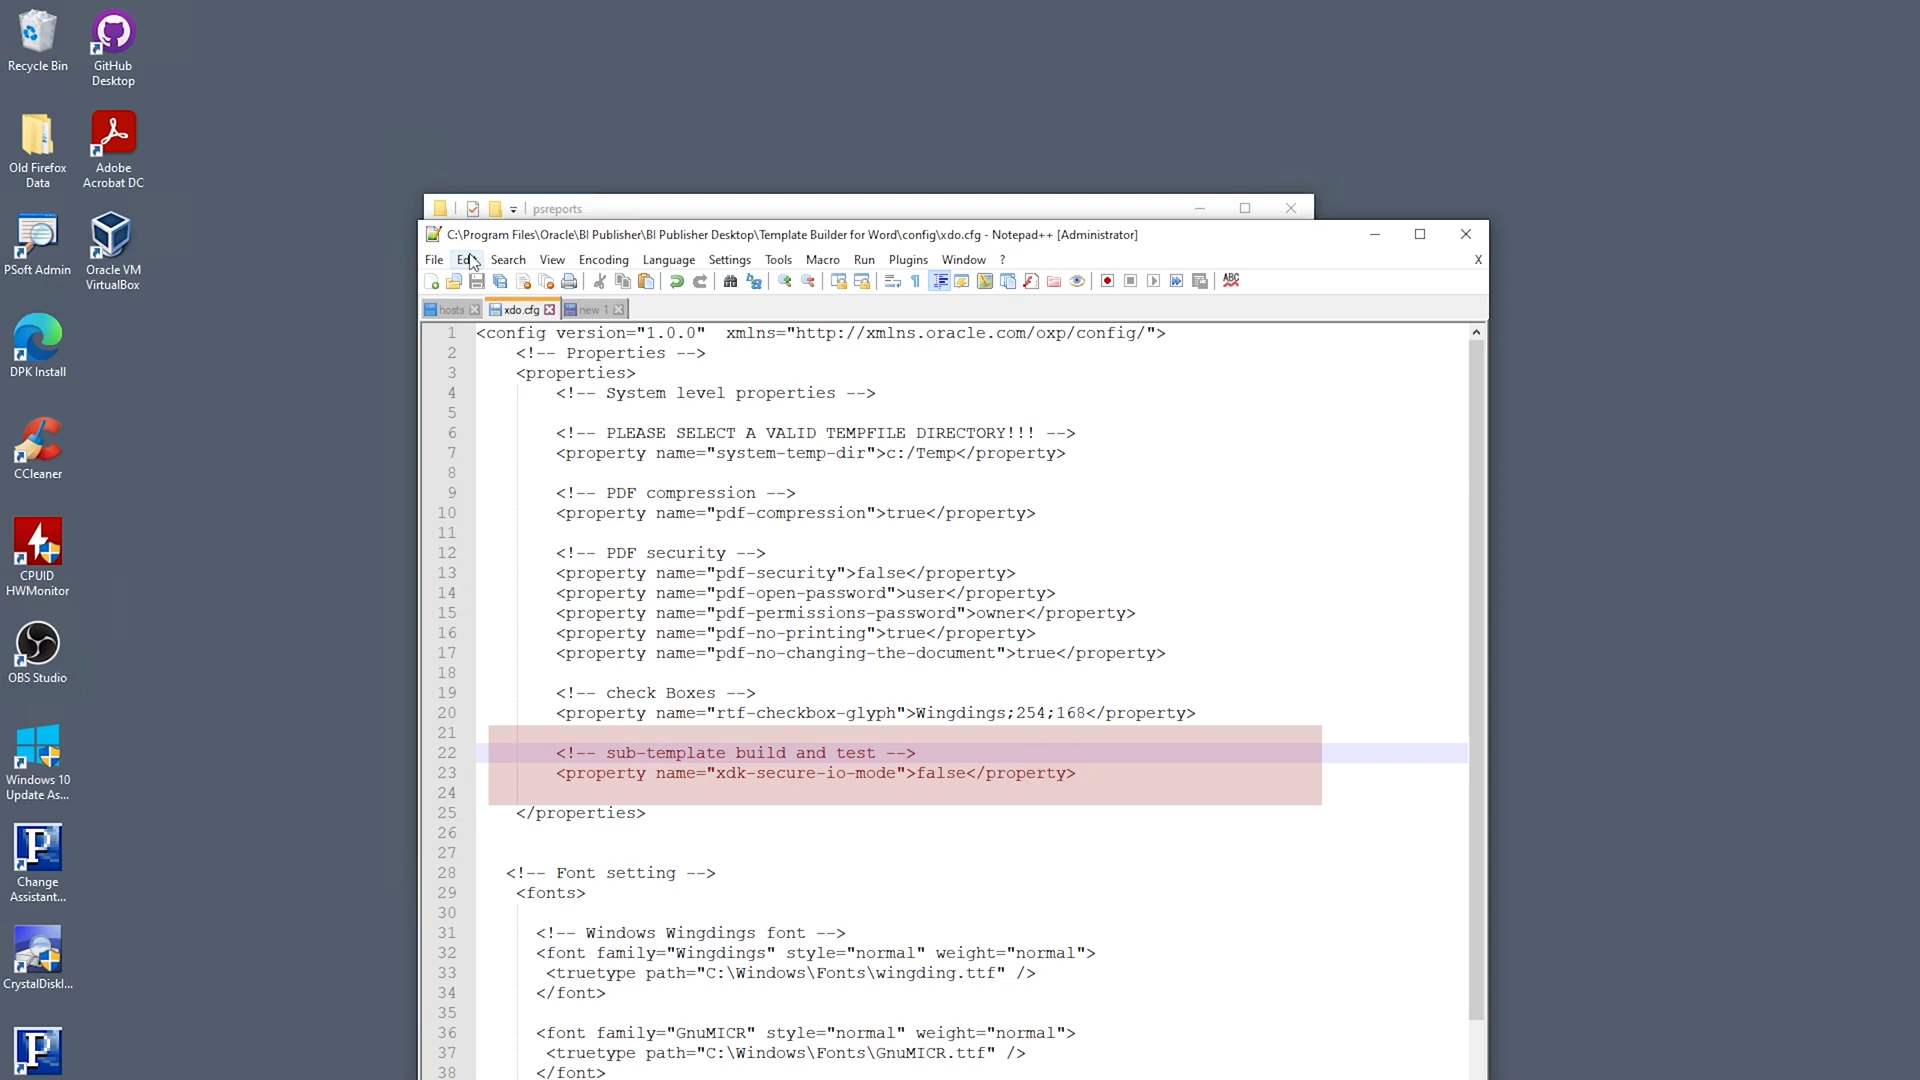 Recycle Bin
GitHub
Desktop
Old Firefox
Data
Adobe
Acrobat DC
PSoft Admin
Oracle VM
VirtualBox
DPK Install
CCleaner
CPUID
HWMonitor
OBS Studio
Windows 10
Update As...
Change
Assistant...
CrystalDiskI...
psreports
C:\Program Files\Oracle\BI Publisher\BI Publisher Desktop\Template Builder for Word\config\xdo.cfg - Notepad++ [Administrator]
File Edit Search View Encoding Language Settings Tools Macro Run Plugins Window ? X
ABC
hosts xdo.cfg new 1
1 <config version="1.0.0"  xmlns="http://xmlns.oracle.com/oxp/config/">
2 <!-- Properties -->
3 <properties>
4 <!-- System level properties -->
5
6 <!-- PLEASE SELECT A VALID TEMPFILE DIRECTORY!!! -->
7 <property name="system-temp-dir">c:/Temp</property>
8
9 <!-- PDF compression -->
10 <property name="pdf-compression">true</property>
11
12 <!-- PDF security -->
13 <property name="pdf-security">false</property>
14 <property name="pdf-open-password">user</property>
15 <property name="pdf-permissions-password">owner</property>
16 <property name="pdf-no-printing">true</property>
17 <property name="pdf-no-changing-the-document">true</property>
18
19 <!-- check Boxes -->
20 <property name="rtf-checkbox-glyph">Wingdings;254;168</property>
21
22 <!-- sub-template build and test -->
23 <property name="xdk-secure-io-mode">false</property>
24
25 </properties>
26
27
28 <!-- Font setting -->
29 <fonts>
30
31 <!-- Windows Wingdings font -->
32 <font family="Wingdings" style="normal" weight="normal">
33 <truetype path="C:\Windows\Fonts\wingding.ttf" />
34 </font>
35
36 <font family="GnuMICR" style="normal" weight="normal">
37 <truetype path="C:\Windows\Fonts\GnuMICR.ttf" />
38 </font>